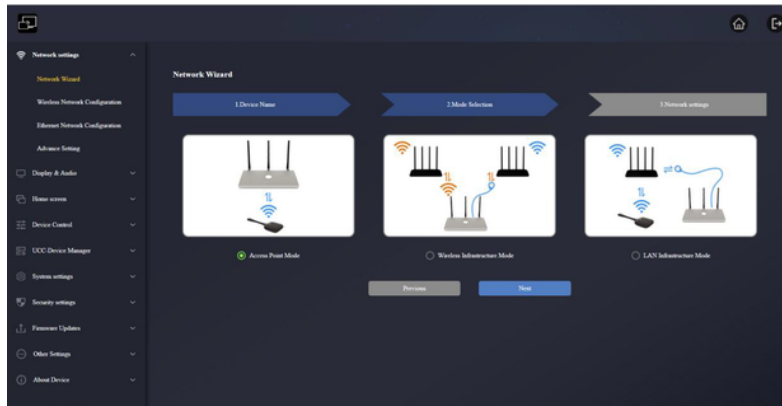 Network settings
Network Wizard
Wireless Network Configuration
Ethernet Network Configuration
Advance Setting
Display & Audio
Home screen
Device Control
UCC-Device Manager
System settings
Security settings
Firmware Updates
Other Settings
About Device
Network Wizard
1.Device Name
2.Mode Selection
3.Network settings
Access Point Mode
Wireless Infrastructure Mode
LAN Infrastructure Mode
Previous
Next